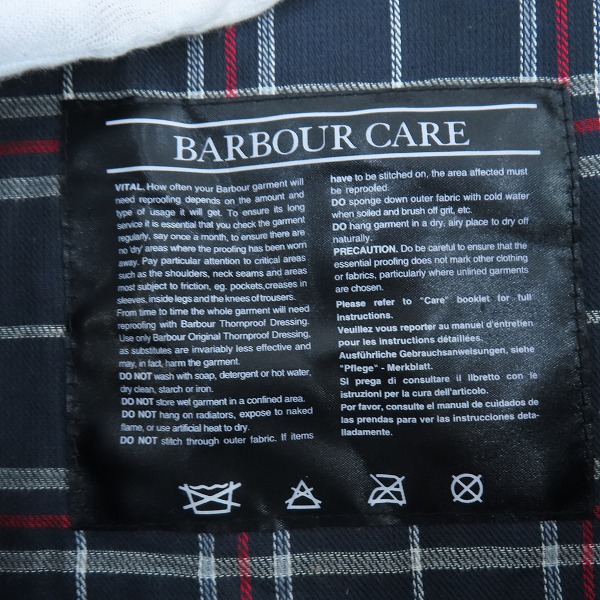 BARBOUR CARE
VITAL. How often your Barbour garment will
need reproofing depends on the amount and
type of usage it will get. To ensure its long
service it is essential that you check the garment
regularly, say once a month, to ensure there are
no 'dry' areas where the proofing has been worn
away. Pay particular attention to critical areas
such as the shoulders, neck seams and areas
most subject to friction, eg. pockets,creases in
sleeves, inside legs and the knees of trousers.
From time to time the whole garment will need
reproofing with Barbour Thornproof Dressing.
Use only Barbour Original Thornproof Dressing,
as substitutes are invariably less effective and
may, in fact, harm the garment.
DO NOT wash with soap, detergent or hot water,
dry clean, starch or iron.
DO NOT store wet garment in a confined area.
DO NOT hang on radiators, expose to naked
flame, or use artificial heat to dry.
DO NOT stitch through outer fabric. If items
have to be stitched on, the area affected must
be reproofed.
DO sponge down outer fabric with cold water
when soiled and brush off grit, etc.
DO hang garment in a dry, airy place to dry off
naturally.
PRECAUTION. Do be careful to ensure that the
essential proofing does not mark other clothing
or fabrics, particularly where unlined garments
are chosen.
Please refer to "Care" booklet for full
instructions.
Veuillez vous reporter au manuel d'entretien
pour les instructions détaillées.
Ausführliche Gebrauchsanweisungen, siehe
"Pflege" - Merkblatt.
Si prega di consultare il libretto con le
istruzioni per la cura dell'articolo.
Por favor, consulte el manual de cuidados de
las prendas para ver las instrucciones deta-
lladamente.